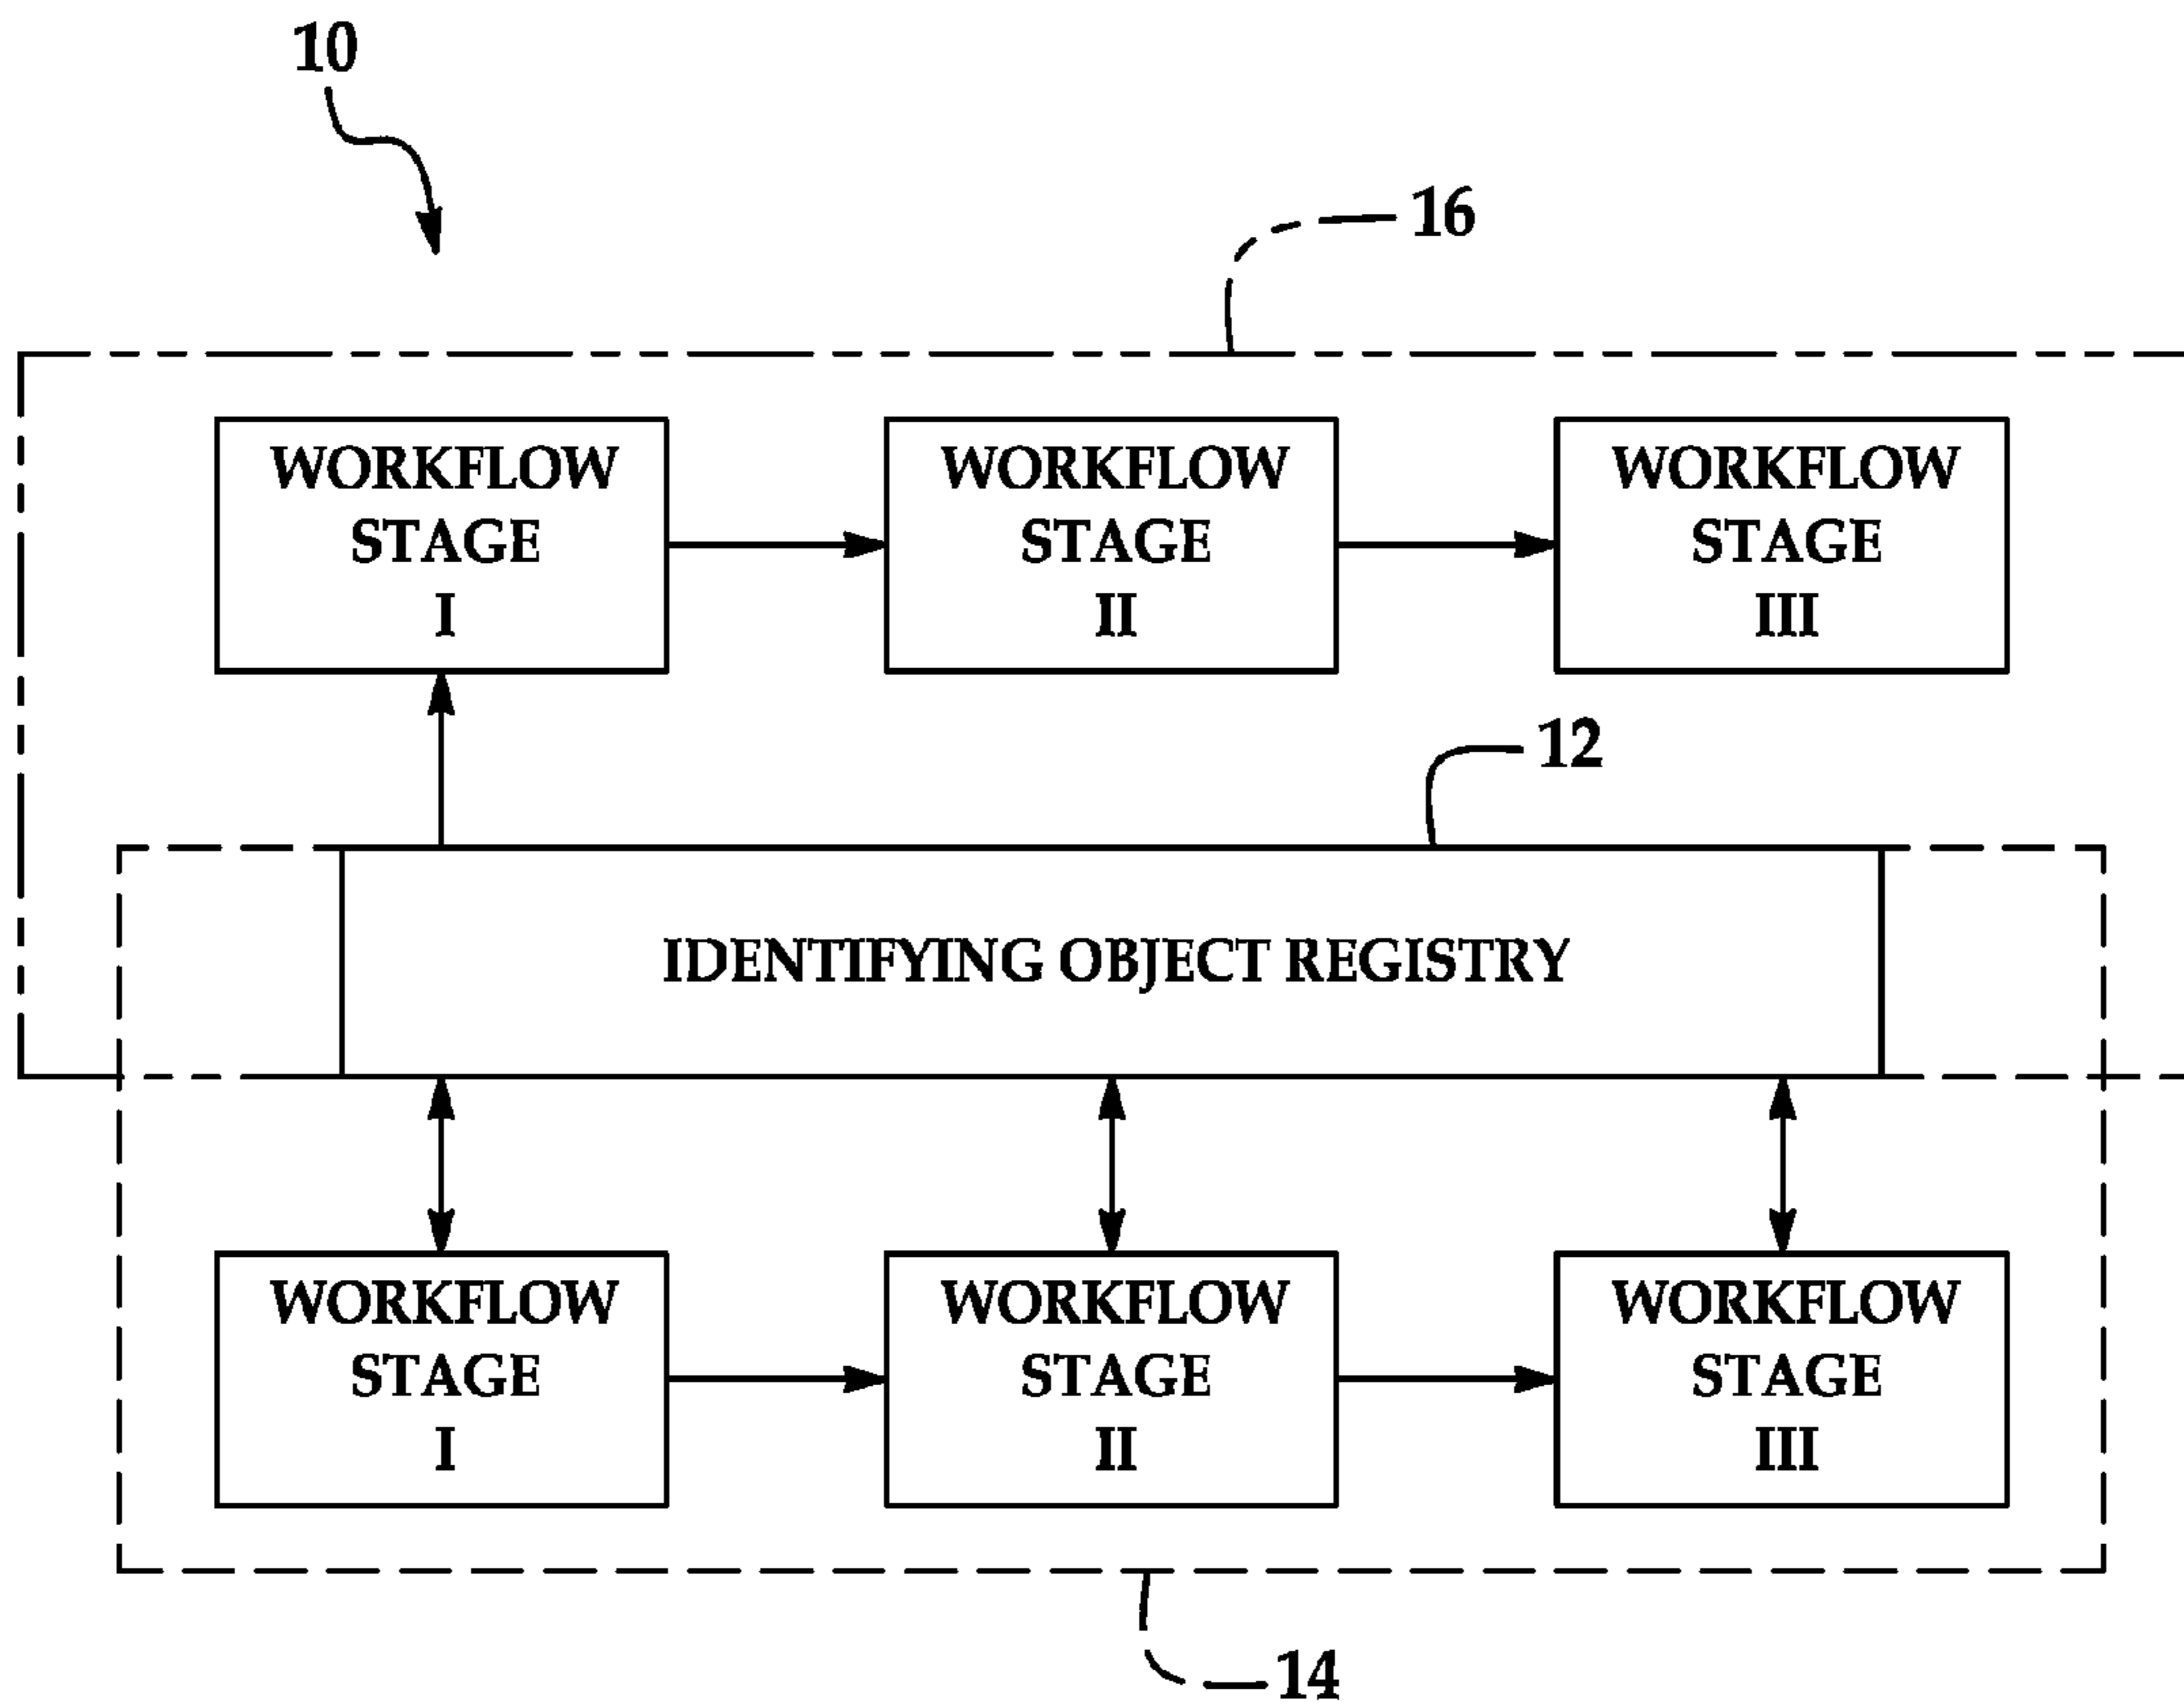 10
16
WORKFLOW
STAGE
I
WORKFLOW
STAGE
II
WORKFLOW
STAGE
III
12
IDENTIFYING OBJECT REGISTRY
WORKFLOW
STAGE
I
WORKFLOW
STAGE
II
WORKFLOW
STAGE
III
14